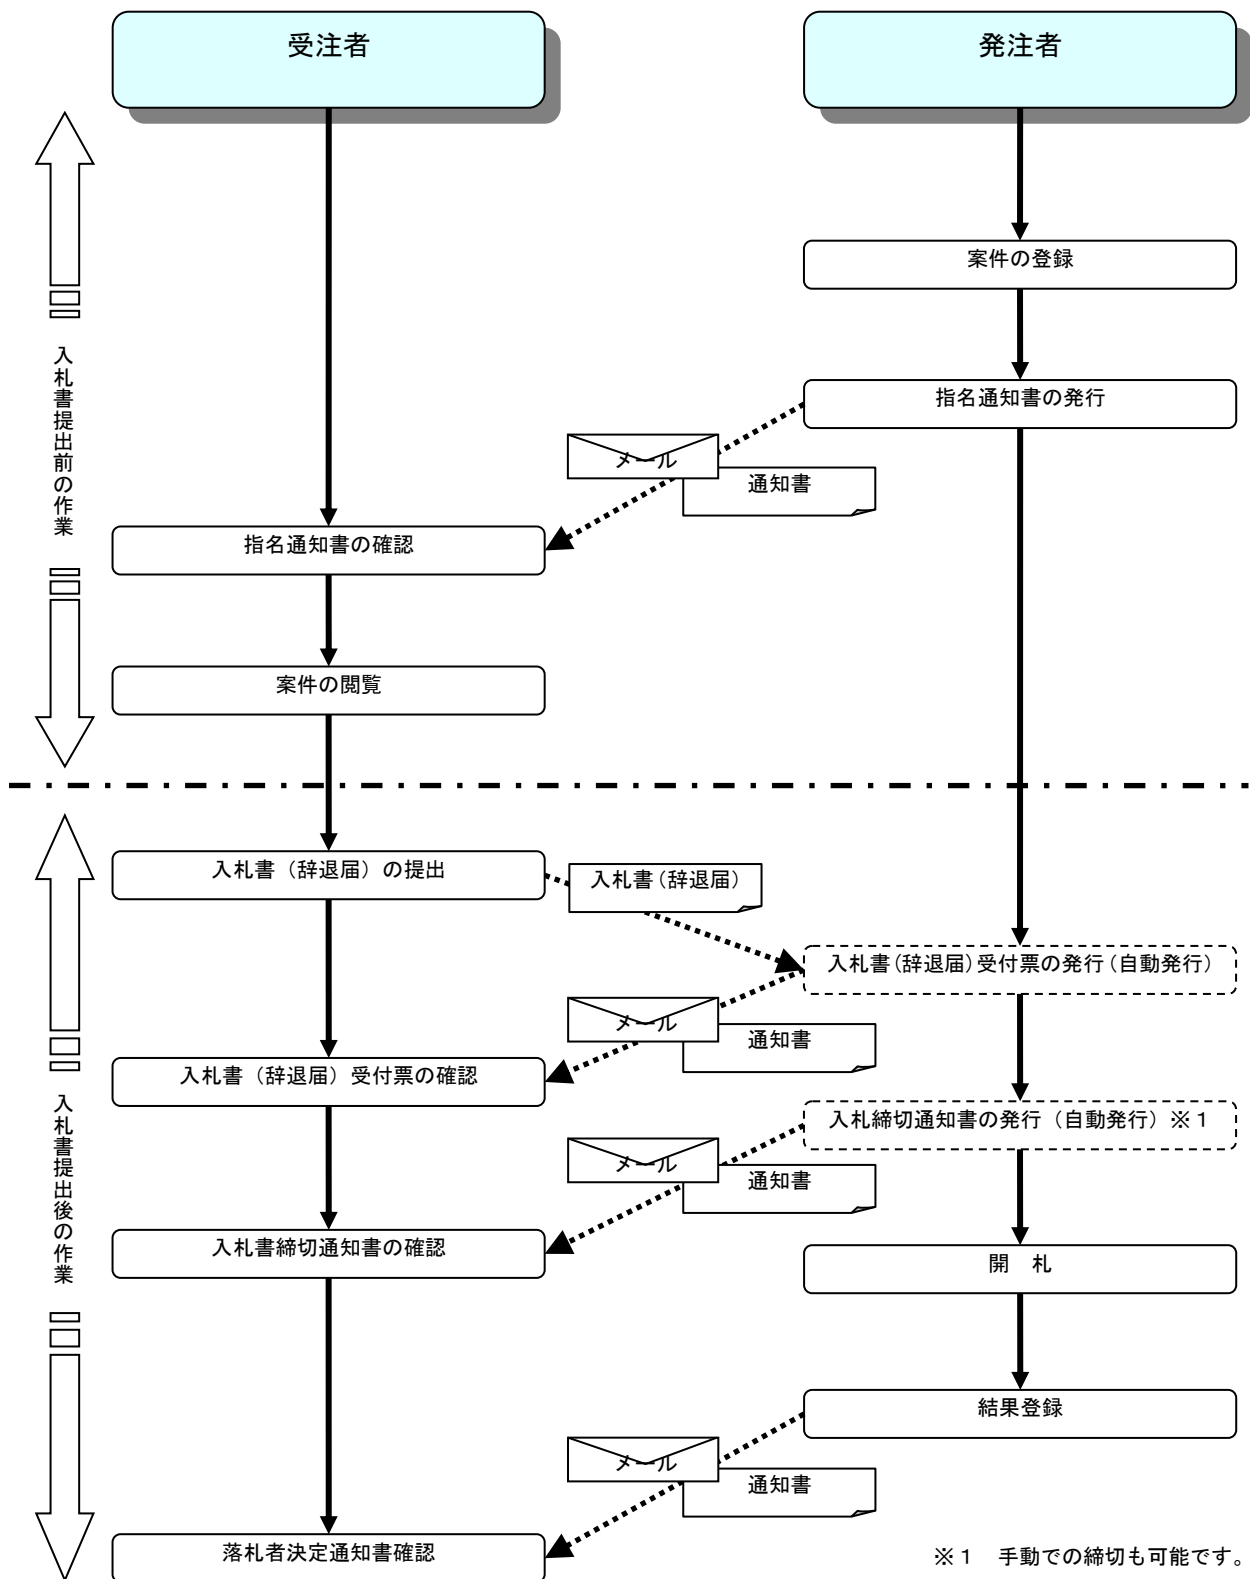 受注者
発注者
案件の登録
指名通知書の発行
メール
通知書
指名通知書の確認
案件の閲覧
入札書提出前の作業
入札書（辞退届）の提出
入札書（辞退届）
入札書（辞退届）受付票の発行（自動発行）
メール
通知書
入札書（辞退届）受付票の確認
入札締切通知書の発行（自動発行）※１
メール
通知書
入札書締切通知書の確認
開　札
入札書提出後の作業
結果登録
メール
通知書
落札者決定通知書確認
※１　手動での締切も可能です。